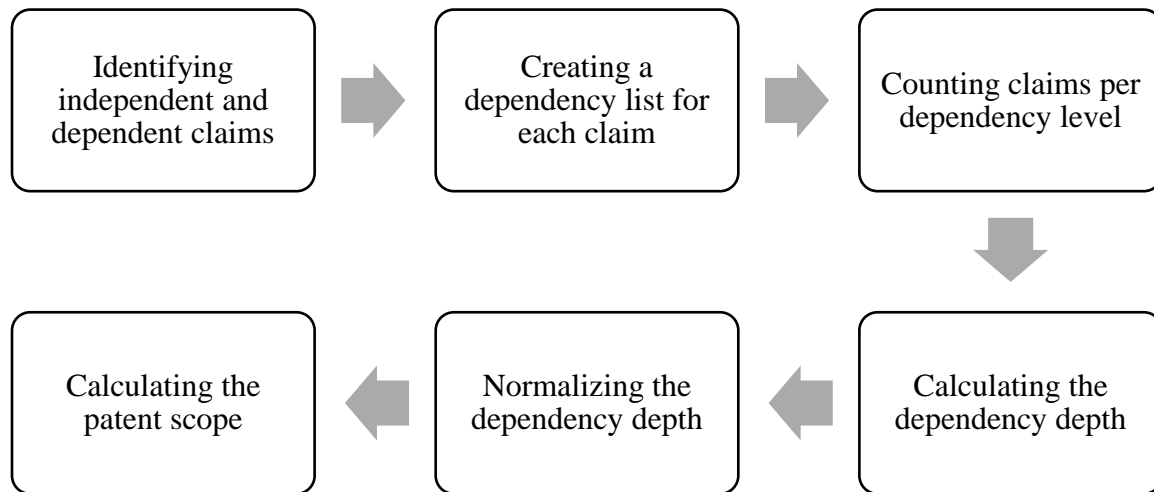 Identifying
independent and
dependent claims
Creating a
dependency list for
each claim
Counting claims per
dependency level
Calculating the
dependency depth
Normalizing the
dependency depth
Calculating the
patent scope